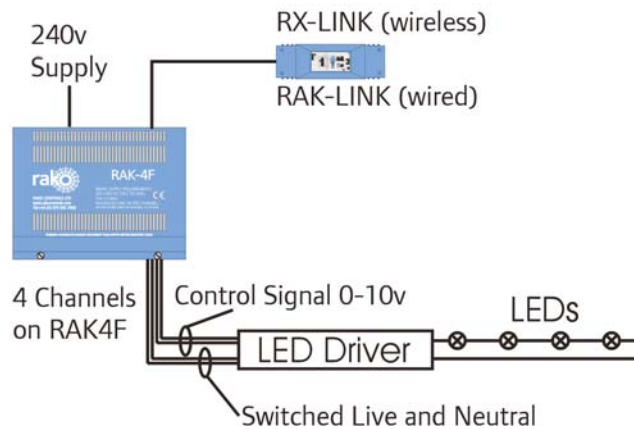 240v
Supply
RX-LINK (wireless)
RAK-LINK (wired)
rako
RAK-4F
4 Channels
on RAK4F
Control Signal 0-10v
LED Driver
LEDs
Switched Live and Neutral